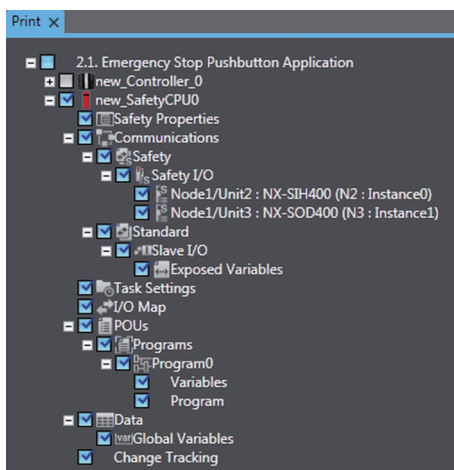 Print
2.1. Emergency Stop Pushbutton Application
new_Controller_0
new_SafetyCPU0
Safety Properties
Communications
Safety
Safety I/O
Node1/Unit2 : NX-SIH400 (N2 : Instance0)
Node1/Unit3 : NX-SOD400 (N3 : Instance1)
Standard
Slave I/O
Exposed Variables
Task Settings
I/O Map
POUs
Programs
Program0
Variables
Program
Data
Global Variables
Change Tracking